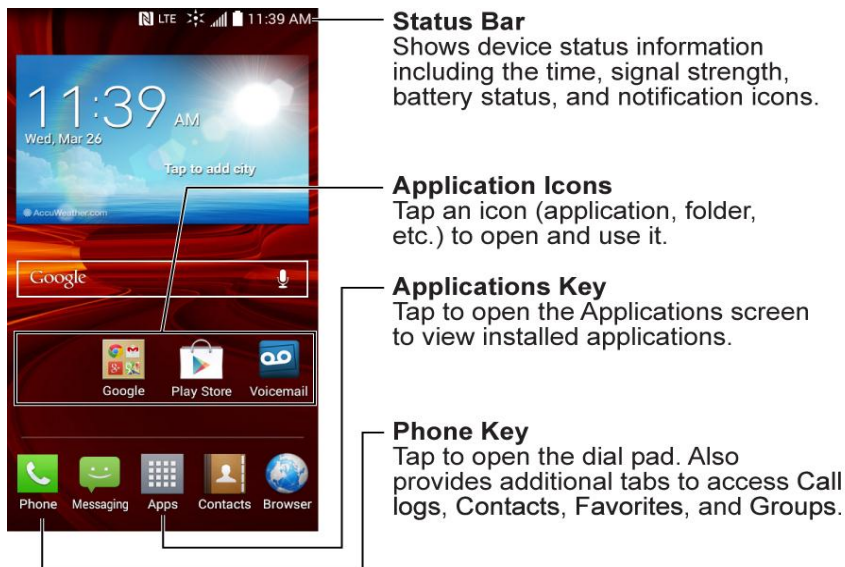 LTE 11:39 AM
11:39 AM
Wed, Mar 26
Tap to add city
AccuWeather.com
Google
Google Play Store Voicemail
Phone Messaging Apps Contacts Browser
Status Bar
Shows device status information
including the time, signal strength,
battery status, and notification icons.
Application Icons
Tap an icon (application, folder,
etc.) to open and use it.
Applications Key
Tap to open the Applications screen
to view installed applications.
Phone Key
Tap to open the dial pad. Also
provides additional tabs to access Call
logs, Contacts, Favorites, and Groups.